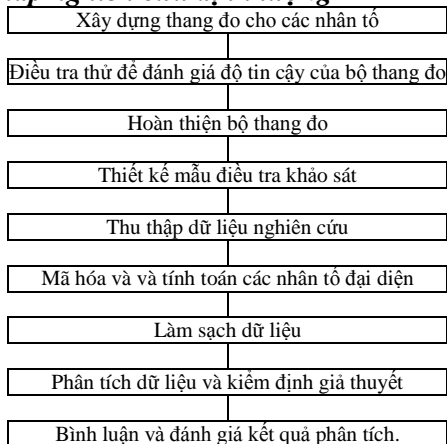 Xây dựng thang đo cho các nhân tố
Điều tra thử để đánh giá độ tin cậy của bộ thang đo
Hoàn thiện bộ thang đo
Thiết kế mẫu điều tra khảo sát
Thu thập dữ liệu nghiên cứu
Mã hóa và và tính toán các nhân tố đại diện
Làm sạch dữ liệu
Phân tích dữ liệu và kiểm định giả thuyết
Bình luận và đánh giá kết quả phân tích.